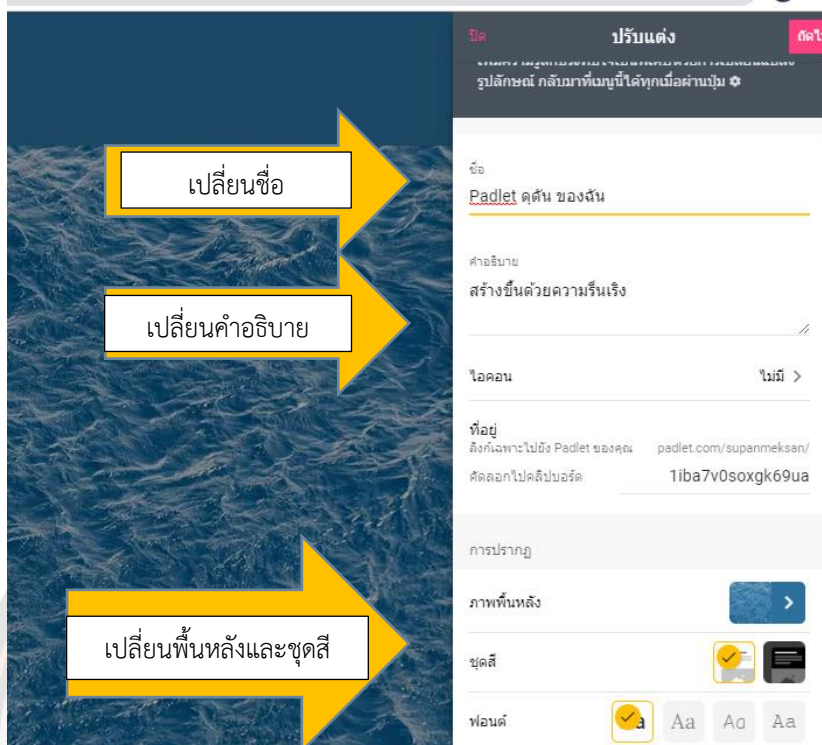 ปิด
ปรับแต่ง
รูปลักษณ์ กลับมาที่เมนูนี้ได้ทุกเมื่อผ่านปุ่ม
เปลี่ยนชื่อ
ชื่อ
Padlet ดุดัน ของฉัน
เปลี่ยนคำอธิบาย
คำอธิบาย
สร้างขึ้นด้วยความรื่นเริง
ไอคอน ไม่มี
ที่อยู่
ลิงก์เฉพาะไปยัง Padlet ของคุณ padlet.com/supanmeksan/
คัดลอกไปคลิปบอร์ด 1iba7v0soxgk69ua
การปรากฏ
ภาพพื้นหลัง
เปลี่ยนพื้นหลังและชุดสี
ชุดสี
ฟอนต์ Aa Aa Aa